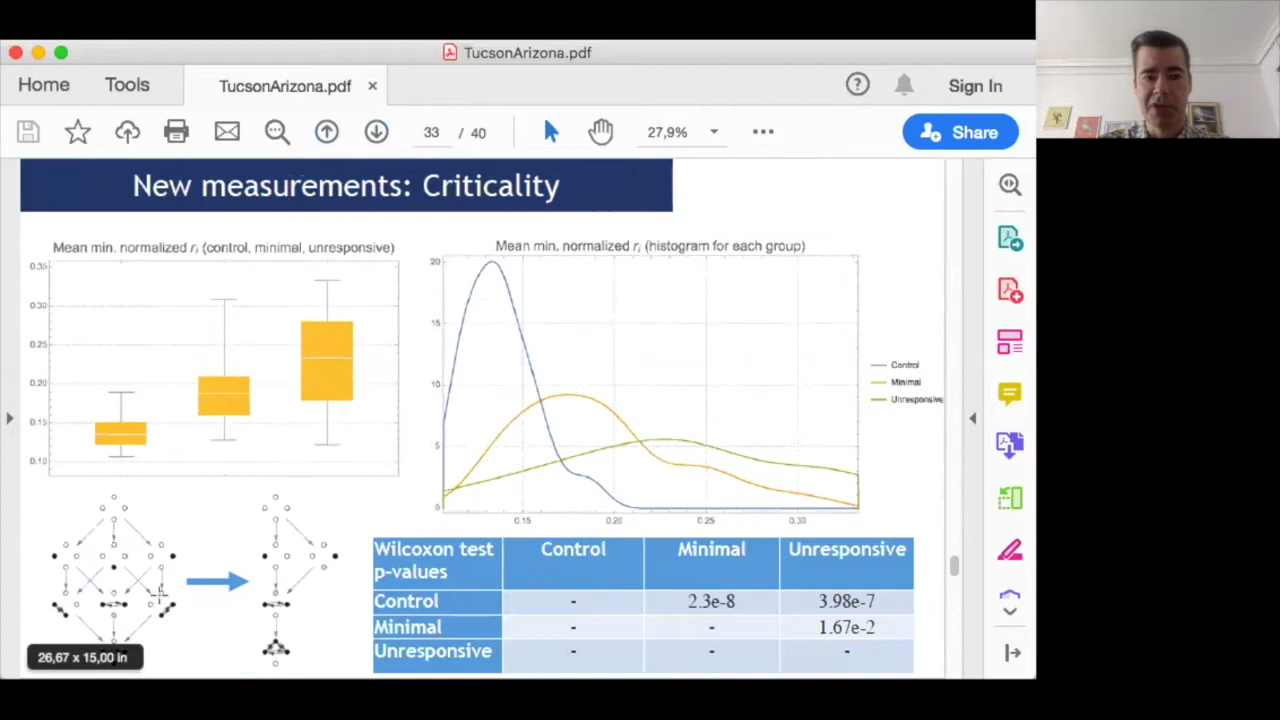 TucsonArizona.pdf
Home Tools TucsonArizona.pdf × Sign In
33 / 40 27,9% Share
New measurements: Criticality
Mean min. normalized rᵢ (control, minimal, unresponsive)
0.35
0.30
0.25
0.20
0.15
0.10
Mean min. normalized rᵢ (histogram for each group)
20
15
10
5
0
0.15 0.20 0.25 0.30
Control
Minimal
Unresponsive
Wilcoxon test p-values Control Minimal Unresponsive
Control - 2.3e-8 3.98e-7
Minimal - - 1.67e-2
Unresponsive - - -
26,67 x 15,00 in